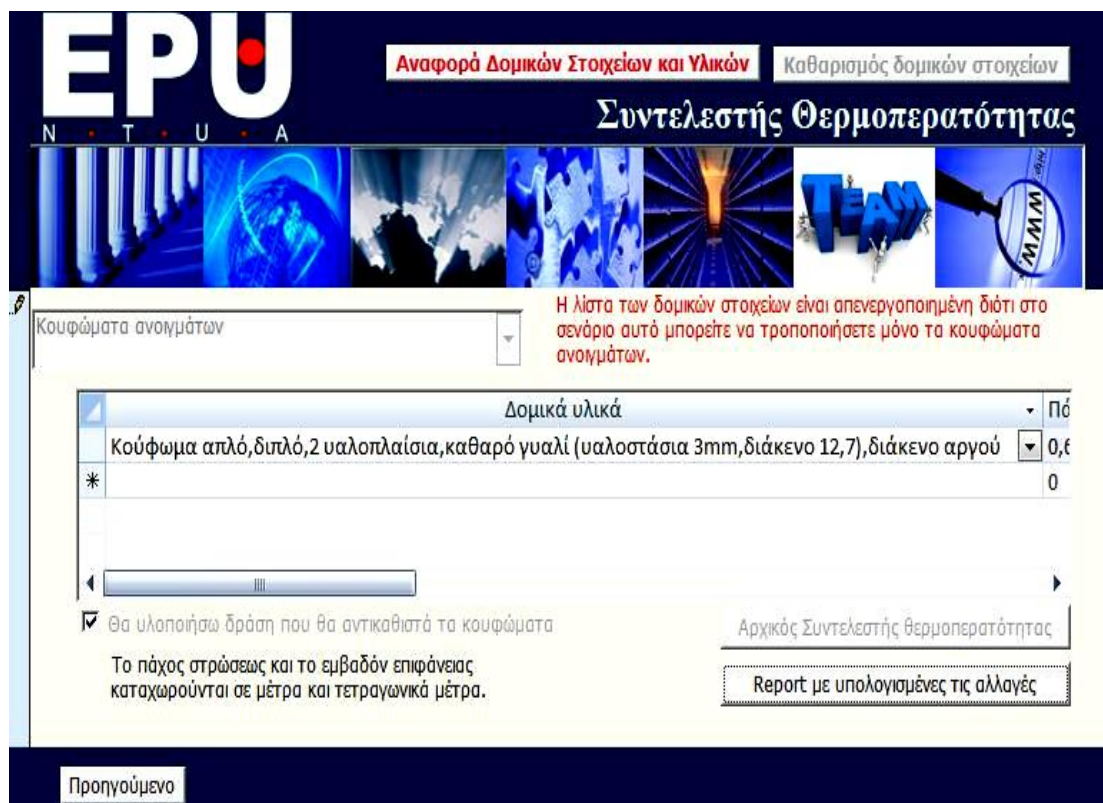 EPU
N T U A
Αναφορά Δομικών Στοιχείων και Υλικών
Καθαρισμός δομικών στοιχείων
Συντελεστής Θερμοπερατότητας
TEAM
WWW.
Κουφώματα ανοιγμάτων
Η λίστα των δομικών στοιχείων είναι απενεργοποιημένη διότι στο
σενάριο αυτό μπορείτε να τροποποιήσετε μόνο τα κουφώματα
ανοιγμάτων.
Δομικά υλικά
Πά
Κούφωμα απλό,διπλό,2 υαλοπλαίσια,καθαρό γυαλί (υαλοστάσια 3mm,διάκενο 12,7),διάκενο αργού
0,6
* 0
Θα υλοποιήσω δράση που θα αντικαθιστά τα κουφώματα
Αρχικός Συντελεστής θερμοπερατότητας
Το πάχος στρώσεως και το εμβαδόν επιφάνειας
καταχωρούνται σε μέτρα και τετραγωνικά μέτρα.
Report με υπολογισμένες τις αλλαγές
Προηγούμενο